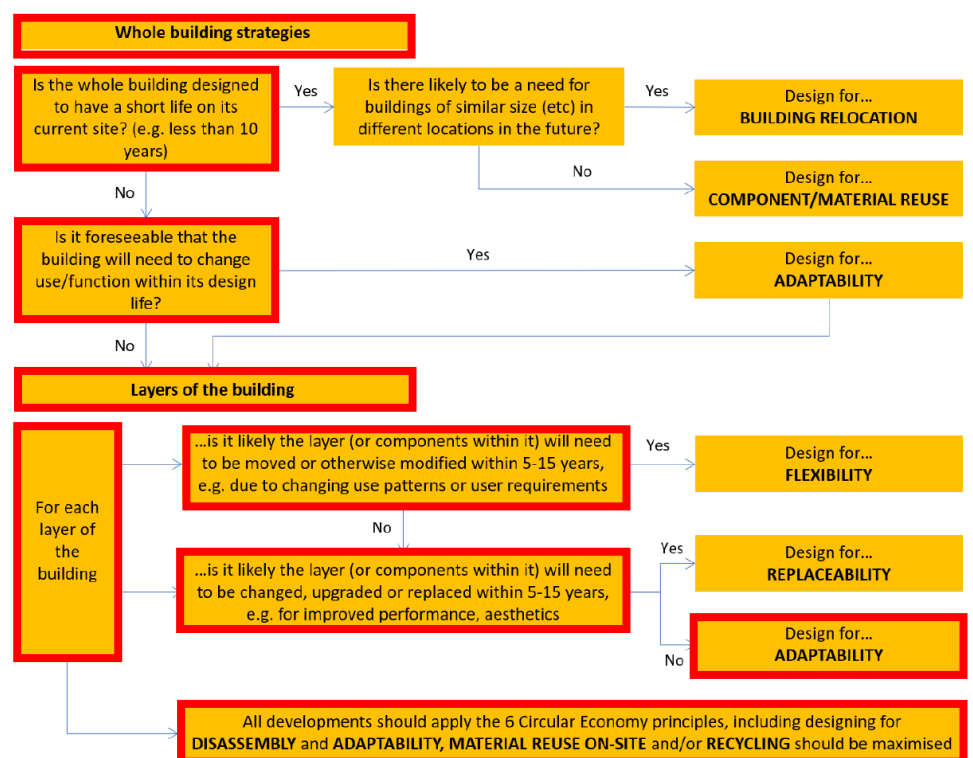 Whole building strategies
Is the whole building designed
to have a short life on its
current site? (e.g. less than 10
years)
Yes
Is there likely to be a need for
buildings of similar size (etc) in
different locations in the future?
Yes
Design for...
BUILDING RELOCATION
No
Design for...
COMPONENT/MATERIAL REUSE
No
Is it foreseeable that the
building will need to change
use/function within its design
life?
Yes
Design for...
ADAPTABILITY
No
Layers of the building
For each
layer of
the
building
...is it likely the layer (or components within it) will need
to be moved or otherwise modified within 5-15 years,
e.g. due to changing use patterns or user requirements
Yes
Design for...
FLEXIBILITY
No
...is it likely the layer (or components within it) will need
to be changed, upgraded or replaced within 5-15 years,
e.g. for improved performance, aesthetics
Yes
Design for...
REPLACEABILITY
No
Design for...
ADAPTABILITY
All developments should apply the 6 Circular Economy principles, including designing for
DISASSEMBLY and ADAPTABILITY, MATERIAL REUSE ON-SITE and/or RECYCLING should be maximised